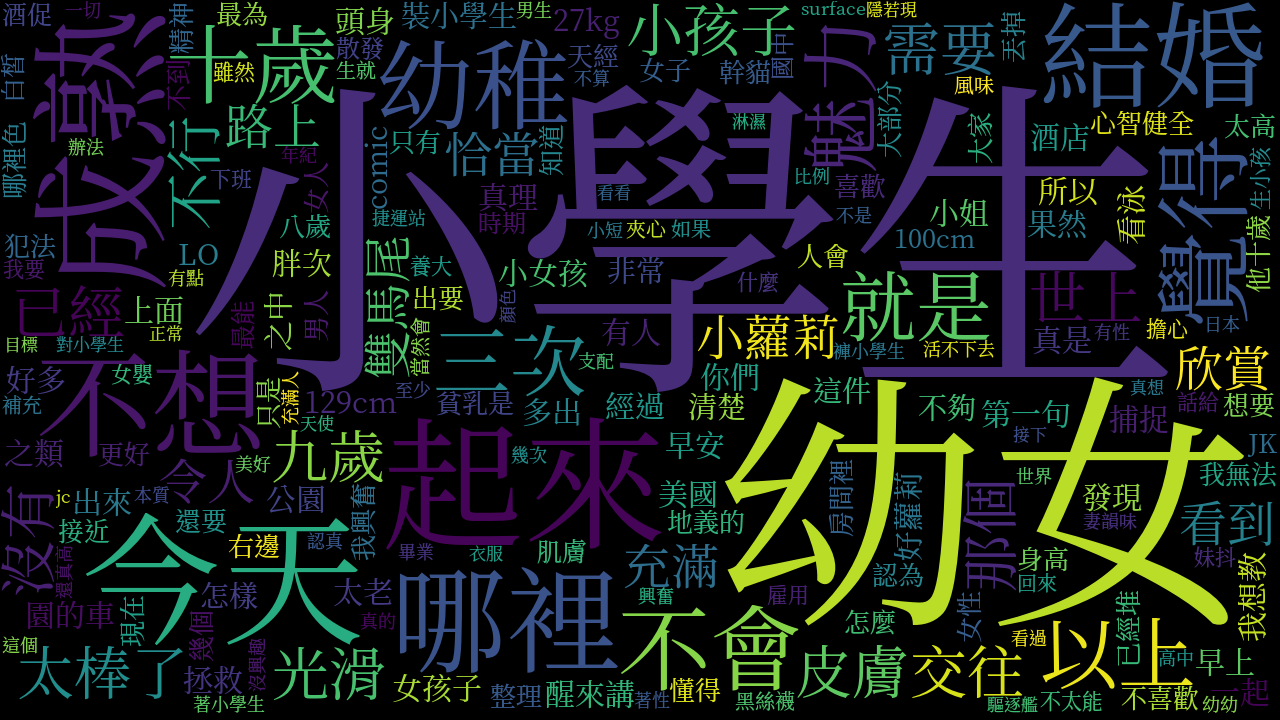 酒促
一切
精神
最為
頭身
裝小學生
男生
27kg
小孩子
surface
隱若現
丟掉
結婚
成熟
十歲
雖然
不到
散發
生就
幼稚
天經
不算
女子
幹貓
國中
魅力
需要
風味
白皙
哪裡色
辦法
路上
不行
年紀
下班
女人
comic
只有
恰當
知道
淋濕
大部分
大家
酒店
心智健全
太高
小學生
真理
時期
看看
比例
喜歡
不是
所以
看泳
覺得
生小孩
他十歲
犯法
我要
LO
有點
八歲
胖次
捷運站
養大
小短
夾心
如果
小姐
100cm
果然
已經
上面
正常
最能
之中
男人
雙馬尾
當然會
出要
顏色
小女孩
非常
什麼
人會
就是
世上
真是
有性
擔心
日本
目標
對小學生
好多
補充
女嬰
不想
只是
充滿人
129cm
至少
貧乳是
三次
多出
支配
有人
經過
小蘿莉
你們
清楚
褲小學生
活不下去
這件
不夠
第一句
接下
欣賞
真想
捕捉
話給
想要
之類
更好
令人
美好
天使
九歲
起來
幾次
早安
幼女
世界
JK
我無法
沒有
jc
出來
本質
接近
還真高
今天
還要
右邊
公園
認真
我興奮
畢業
衣服
肌膚
美國
地義的
房間裡
好蘿莉
那個
發現
妻韻味
看到
妹抖
園的車
現在
怎樣
幾個
太老
真的
哪裡
充滿
興奮
雇用
認為
怎麼
女性
身高
回來
看過
已經堆
我想教
這個
太棒了
著小學生
拯救
沒興趣
光滑
女孩子
整理
醒來講
著性
不會
懂得
黑絲襪
皮膚
交往
驅逐艦
以上
不太能
高中
早上
不喜歡
幼幼
一起